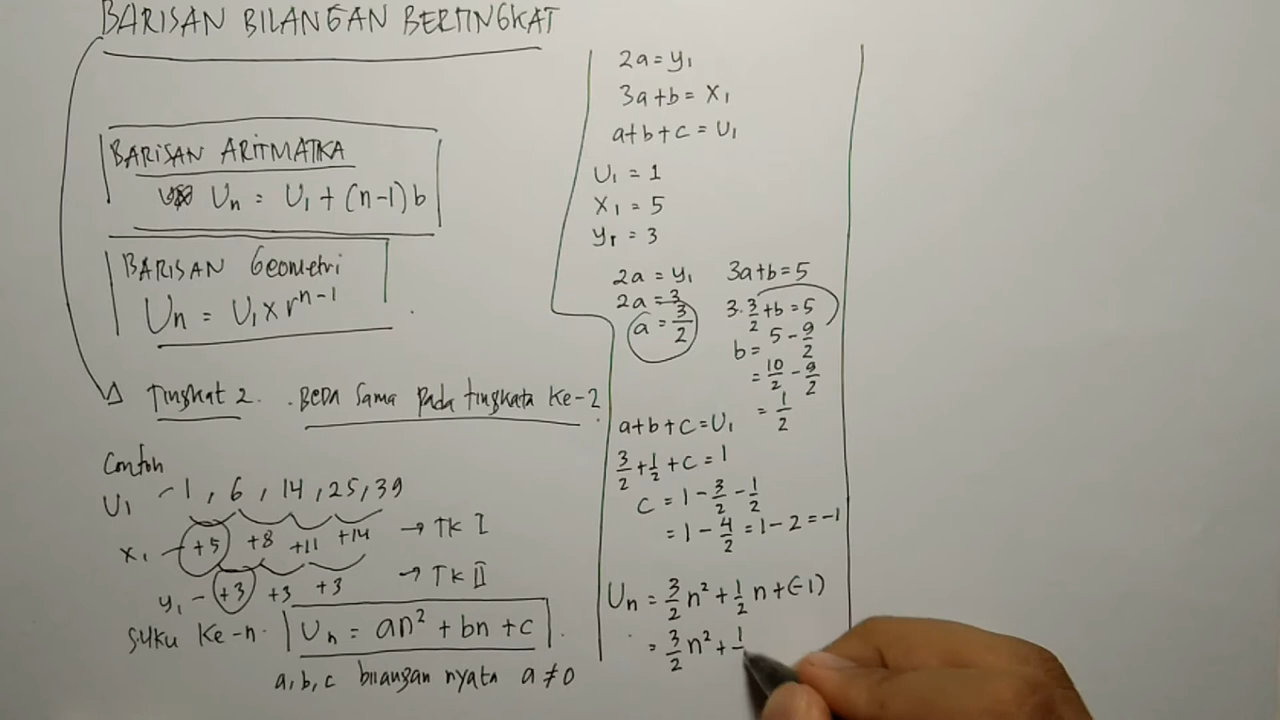 BARISAN BILANGAN BERTINGKAT
BARISAN ARITMATKA
Un = U1 + (n-1)b
BARISAN Geometri
Un = U1 x r^n-1
Tingkat 2. . BEDA Sama Pada tingkata Ke-2.
Contoh
U1 - 1, 6, 14, 25, 39
x1 - +5 +8 +11 +14 → TK I
y1 - +3 +3 +3 → TK II
Suku Ke-n. Un = an² + bn + c.
a, b, c bilangan nyata a ≠ 0
2a = y1
3a+b = x1
a+b+c = U1
U1 = 1
x1 = 5
y1 = 3
2a = y1
2a = 3
a = 3/2
3a+b=5
3·3/2+b=5
b = 5 - 9/2
= 10/2 - 9/2
= 1/2
a+b+c=U1
3/2+1/2+c=1
c = 1 - 3/2 - 1/2
= 1 - 4/2 = 1-2 = -1
Un = 3/2 n² + 1/2 n + (-1)
= 3/2 n² + 1